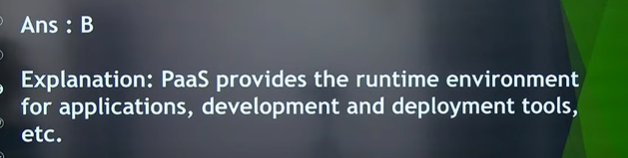 Ans : B
Explanation: PaaS provides the runtime environment
for applications, development and deployment tools,
etc.